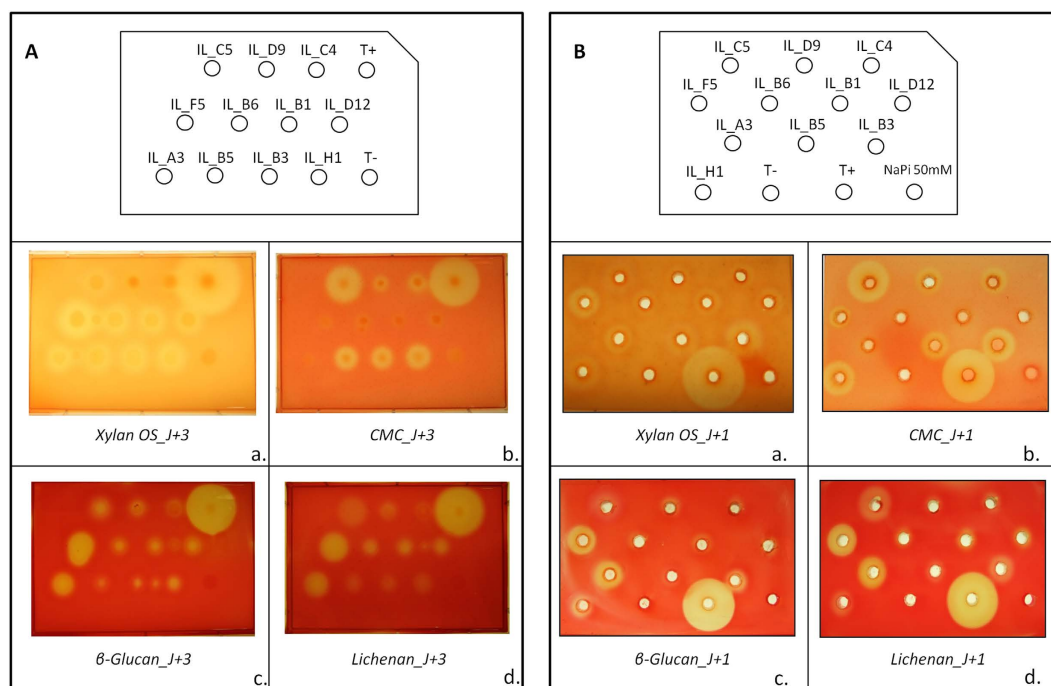 A
IL_C5 IL_D9 IL_C4 T+
IL_F5 IL_B6 IL_B1 IL_D12
IL_A3 IL_B5 IL_B3 IL_H1 T-
Xylan OS_J+3
a.
CMC_J+3
b.
β-Glucan_J+3
c.
Lichenan_J+3
d.
B
IL_C5 IL_D9 IL_C4
IL_F5 IL_B6 IL_B1 IL_D12
IL_A3 IL_B5 IL_B3
IL_H1 T- T+ NaPi 50mM
Xylan OS_J+1
a.
CMC_J+1
b.
β-Glucan_J+1
c.
Lichenan_J+1
d.